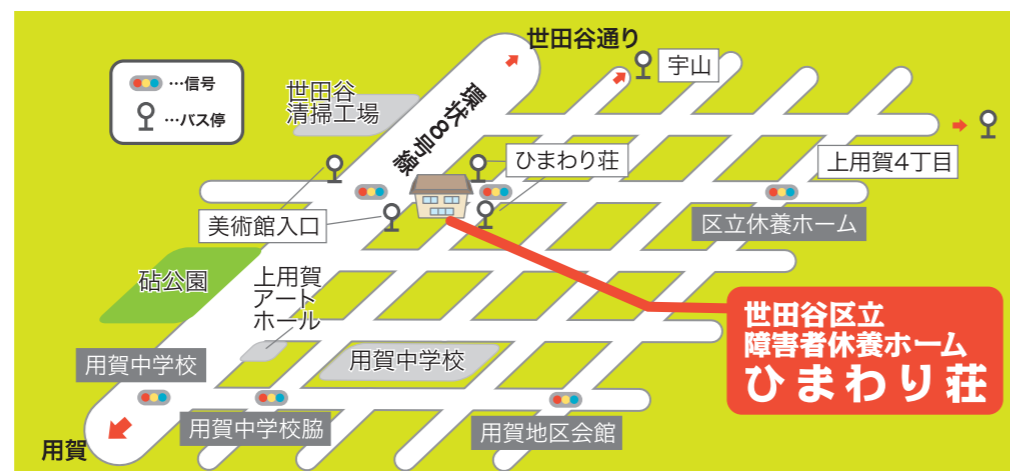 世田谷通り
宇山
…信号
…バス停
世田谷
清掃工場
環状8号線
ひまわり荘
上用賀4丁目
美術館入口
区立休養ホーム
砧公園
上用賀
アート
ホール
世田谷区立
障害者休養ホーム
ひまわり荘
用賀中学校
用賀中学校
用賀中学校脇
用賀地区会館
用賀